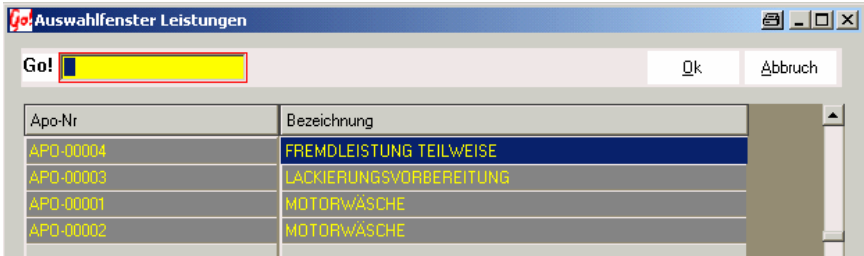 Go! Auswahlfenster Leistungen
Go!
Ok Abbruch
Apo-Nr Bezeichnung
APO-00004 FREMDLEISTUNG TEILWEISE
APO-00003 LACKIERUNGSVORBEREITUNG
APO-00001 MOTORWÄSCHE
APO-00002 MOTORWÄSCHE